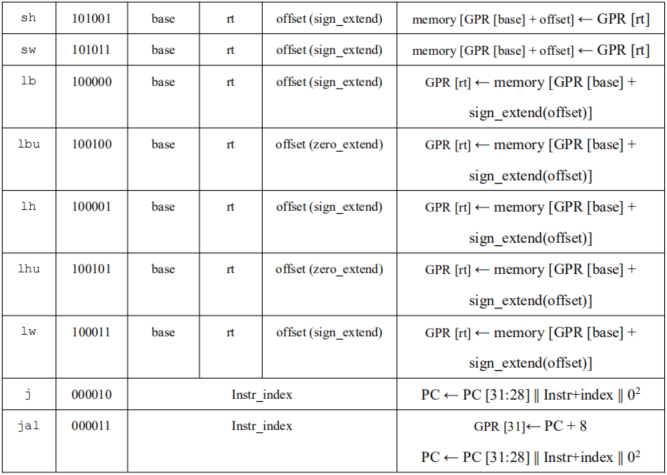 sh 101001 base rt offset (sign_extend) memory [GPR [base] + offset] ← GPR [rt]
sw 101011 base rt offset (sign_extend) memory [GPR [base] + offset] ← GPR [rt]
lb 100000 base rt offset (sign_extend) GPR [rt] ← memory [GPR [base] +
sign_extend(offset)]
lbu 100100 base rt offset (zero_extend) GPR [rt] ← memory [GPR [base] +
sign_extend(offset)]
lh 100001 base rt offset (sign_extend) GPR [rt] ← memory [GPR [base] +
sign_extend(offset)]
lhu 100101 base rt offset (zero_extend) GPR [rt] ← memory [GPR [base] +
sign_extend(offset)]
lw 100011 base rt offset (sign_extend) GPR [rt] ← memory [GPR [base] +
sign_extend(offset)]
j 000010 Instr_index PC ← PC [31:28] || Instr+index || 0²
jal 000011 Instr_index GPR [31]← PC + 8
PC ← PC [31:28] || Instr+index || 0²